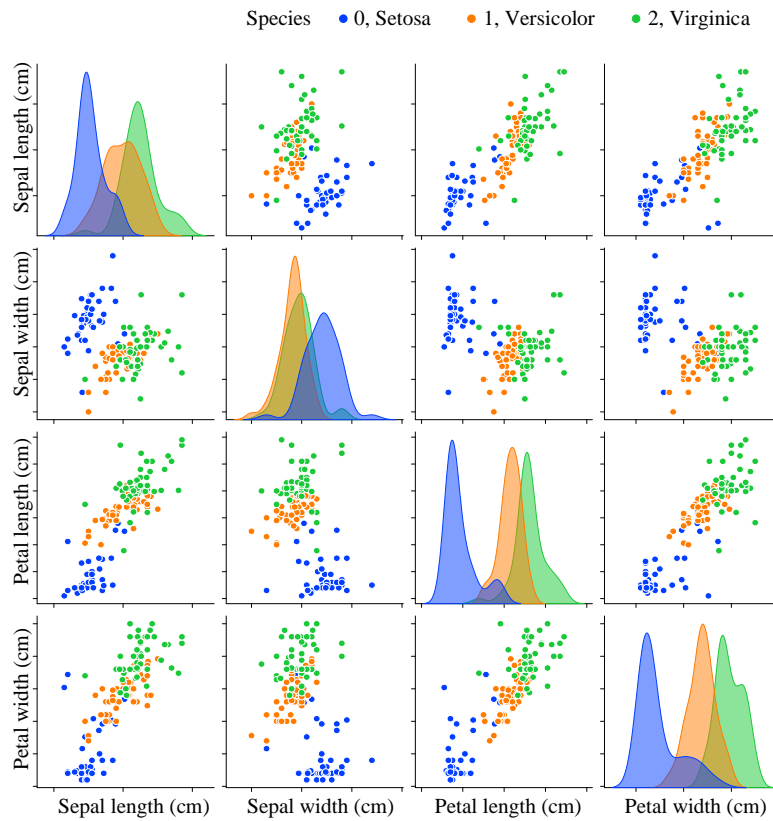 Species 0, Setosa 1, Versicolor 2, Virginica
Sepal length (cm)
Sepal width (cm)
Petal length (cm)
Petal width (cm)
Sepal length (cm) Sepal width (cm) Petal length (cm) Petal width (cm)